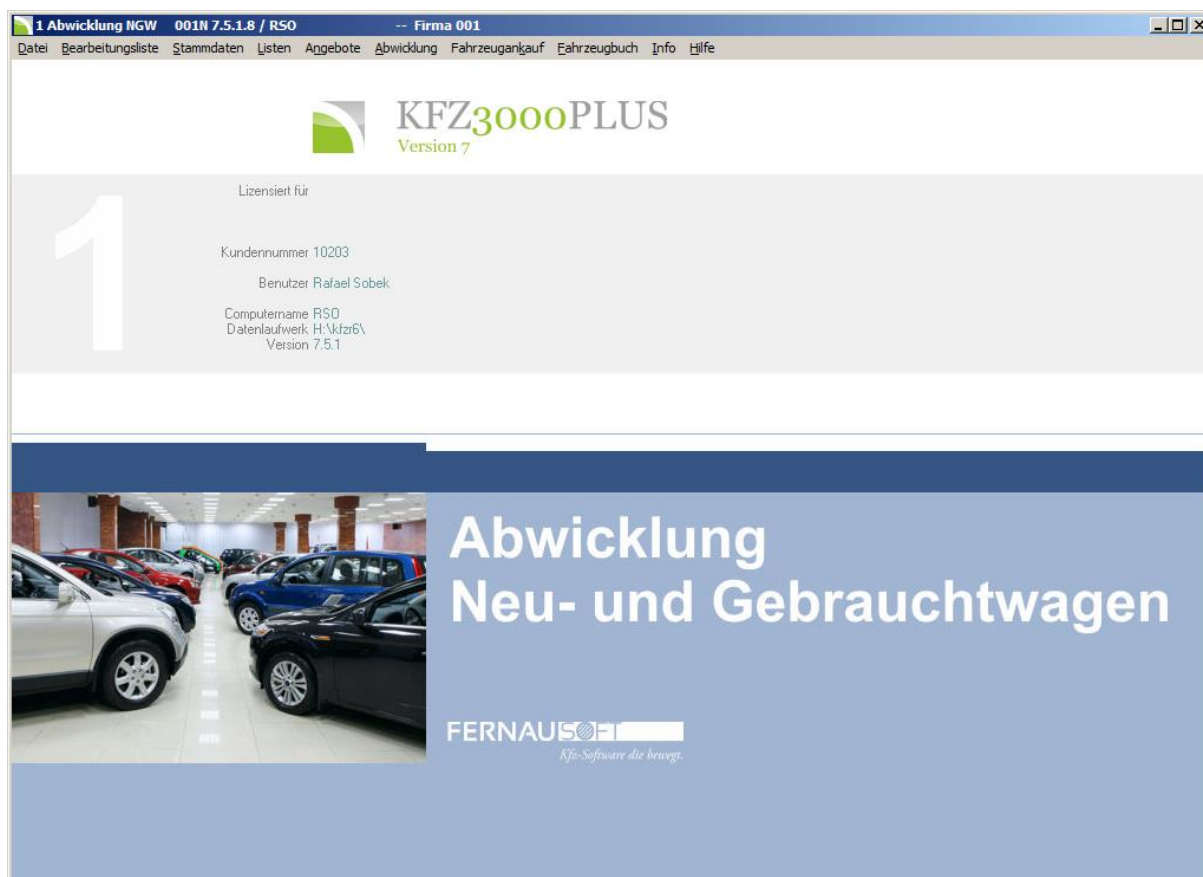 1 Abwicklung NGW 001N 7.5.1.8 / RSO -- Firma 001
Datei Bearbeitungsliste Stammdaten Listen Angebote Abwicklung Fahrzeugankauf Fahrzeugbuch Info Hilfe
KFZ3000PLUS
Version 7
1
Lizensiert für
Kundennummer 10203
Benutzer Rafael Sobek
Computername RSO
Datenlaufwerk H:\kfzr6\
Version 7.5.1
Abwicklung
Neu- und Gebrauchtwagen
FERNAUSOFT
Kfz-Software die bewegt.